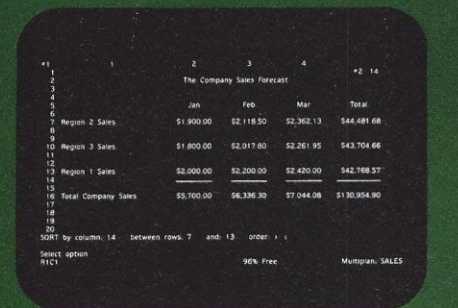 #1 1 2 3 4 #2 14
1
2 The Company Sales Forecast
3
4
5 Jan Feb Mar Total
6
7 Region 2 Sales $1,900.00 $2,118.50 $2,362.13 $44,481.68
8
9
10 Region 3 Sales $1,800.00 $2,017.80 $2,261.95 $43,704.66
11
12
13 Region 1 Sales $2,000.00 $2,200.00 $2,420.00 $42,768.57
14
15
16 Total Company Sales $5,700.00 $6,336.30 $7,044.08 $130,954.90
17
18
19
20
SORT by column: 14 between rows: 7 and: 13 order:
Select option
R1C1 96% Free Multiplan: SALES